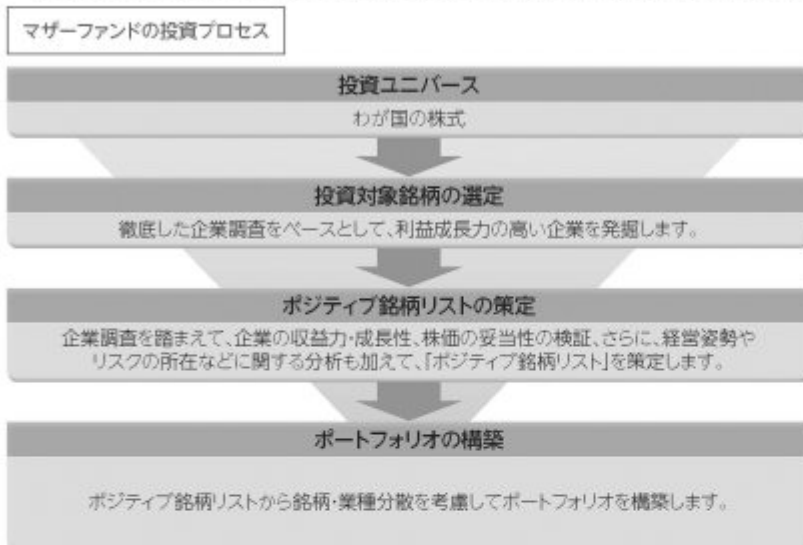 マザーファンドの投資プロセス
投資ユニバース
わが国の株式
投資対象銘柄の選定
徹底した企業調査をベースとして、利益成長力の高い企業を発掘します。
ポジティブ銘柄リストの策定
企業調査を踏まえて、企業の収益力・成長性、株価の妥当性の検証、さらに、経営姿勢や
リスクの所在などに関する分析も加えて、「ポジティブ銘柄リスト」を策定します。
ポートフォリオの構築
ポジティブ銘柄リストから銘柄・業種分散を考慮してポートフォリオを構築します。